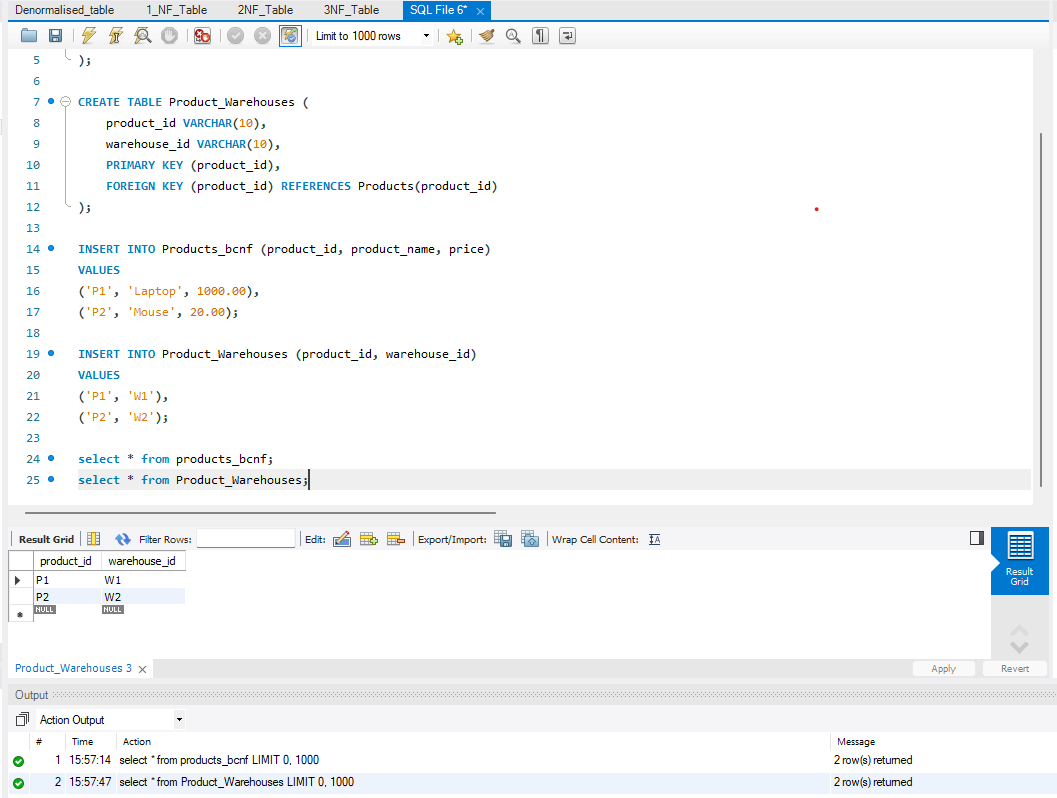 Denormalised_table 1_NF_Table 2NF_Table 3NF_Table SQL File 6* ×
Limit to 1000 rows
5 );
6
7 CREATE TABLE Product_Warehouses (
8 product_id VARCHAR(10),
9 warehouse_id VARCHAR(10),
10 PRIMARY KEY (product_id),
11 FOREIGN KEY (product_id) REFERENCES Products(product_id)
12 );
13
14 INSERT INTO Products_bcnf (product_id, product_name, price)
15 VALUES
16 ('P1', 'Laptop', 1000.00),
17 ('P2', 'Mouse', 20.00);
18
19 INSERT INTO Product_Warehouses (product_id, warehouse_id)
20 VALUES
21 ('P1', 'W1'),
22 ('P2', 'W2');
23
24 select * from products_bcnf;
25 select * from Product_Warehouses;
Result Grid Filter Rows: Edit: Export/Import: Wrap Cell Content: IA
product_id warehouse_id
P1 W1
P2 W2
NULL NULL
Result
Grid
Product_Warehouses 3 × Apply Revert
Output
Action Output
# Time Action Message
1 15:57:14 select * from products_bcnf LIMIT 0, 1000 2 row(s) returned
2 15:57:47 select * from Product_Warehouses LIMIT 0, 1000 2 row(s) returned